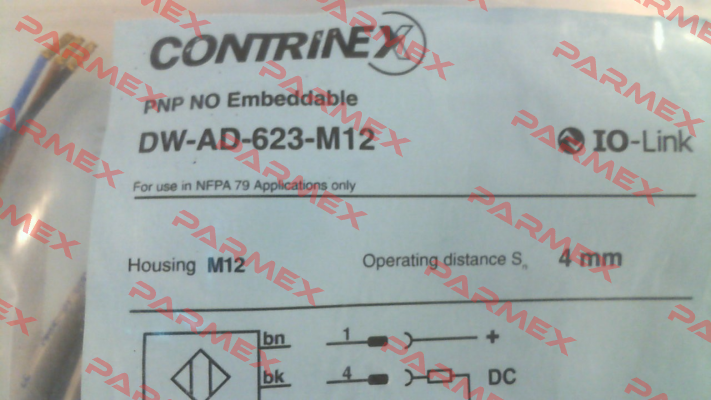 CONTRINEX
PNP NO Embeddable
DW-AD-623-M12
IO-Link
For use in NFPA 79 Applications only
Housing M12 Operating distance Sn 4 mm
bn 1 +
bk 4 DC
PARMEX